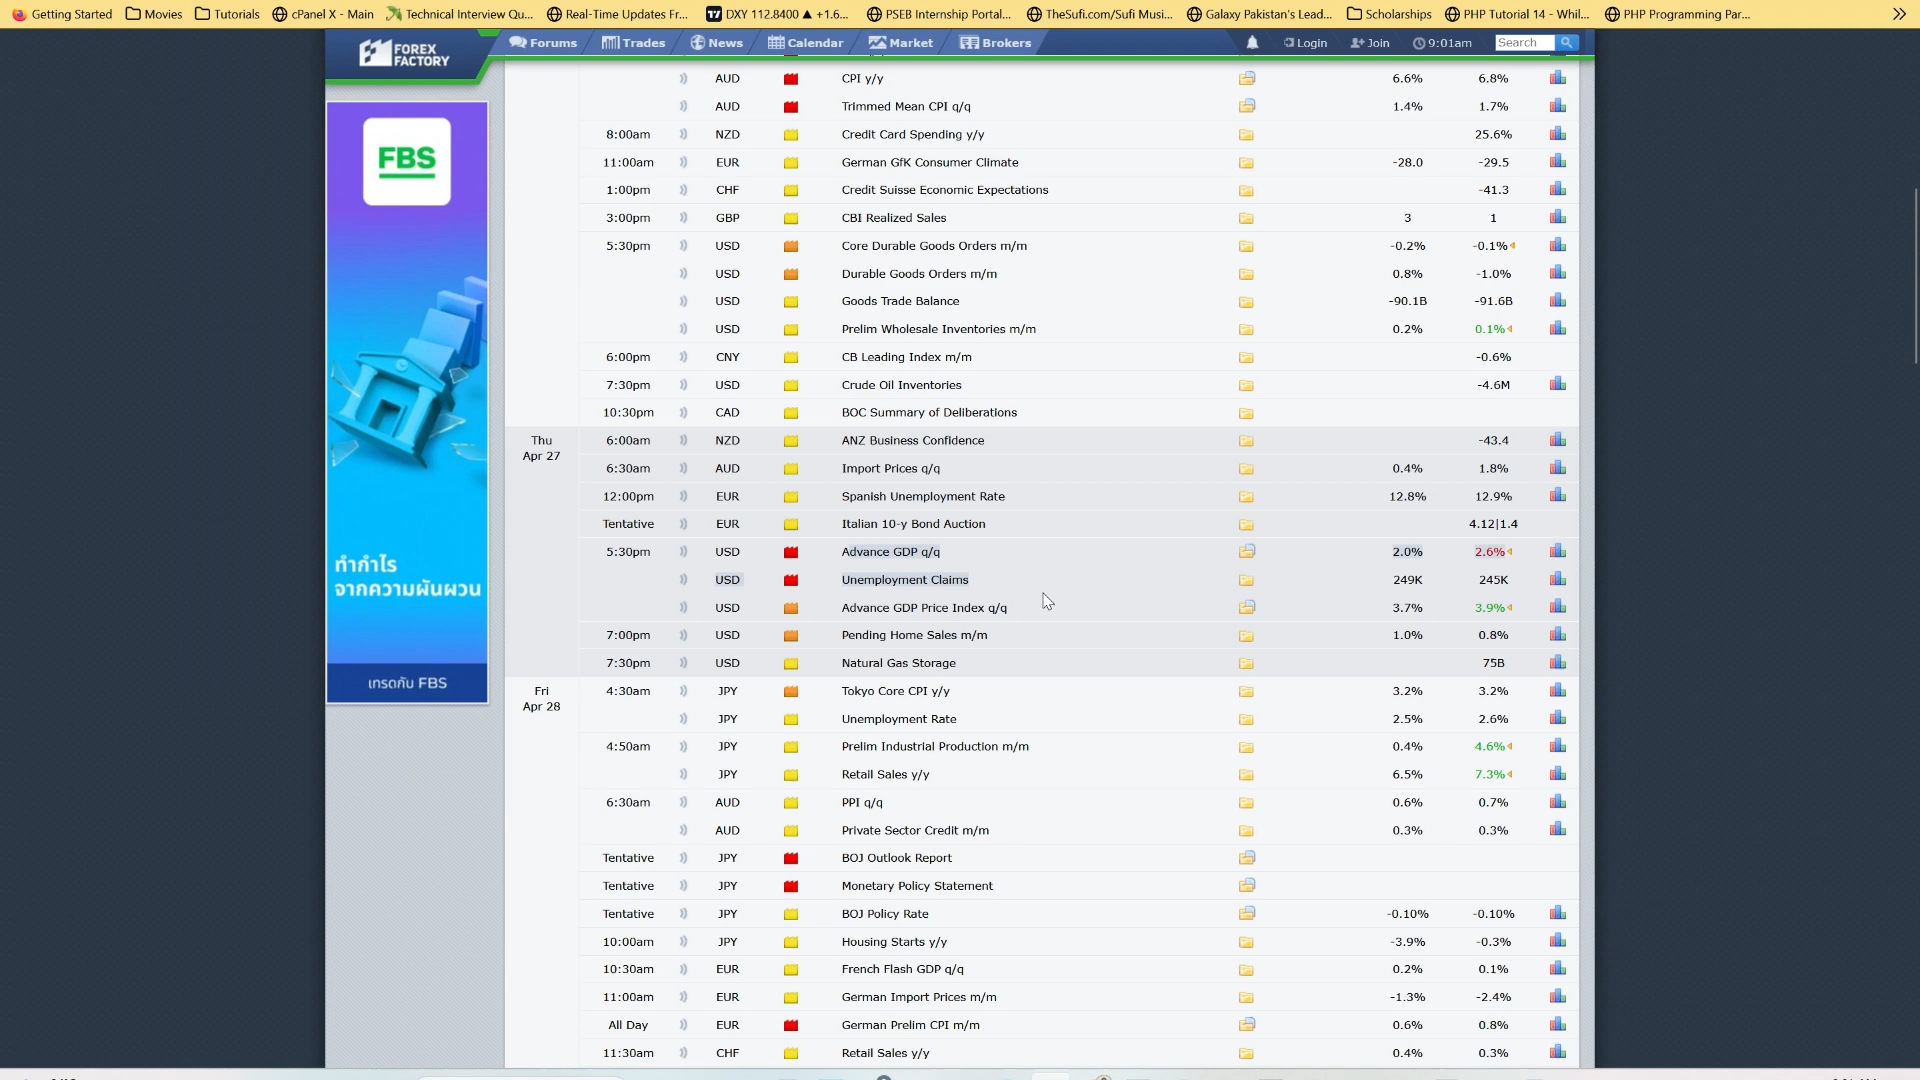 Getting Started Movies Tutorials cPanel X - Main Technical Interview Qu... Real-Time Updates Fr... DXY 112.8400 ▲ +1.6... PSEB Internship Portal... TheSufi.com/Sufi Musi... Galaxy Pakistan's Lead... Scholarships PHP Tutorial 14 - Whil... PHP Programming Par...
FOREX FACTORY Forums Trades News Calendar Market Brokers Login Join 9:01am Search
FBS
ทำกำไร
จากความผันผวน
เทรดกับ FBS
AUD CPI y/y 6.6% 6.8%
AUD Trimmed Mean CPI q/q 1.4% 1.7%
8:00am NZD Credit Card Spending y/y 25.6%
11:00am EUR German GfK Consumer Climate -28.0 -29.5
1:00pm CHF Credit Suisse Economic Expectations -41.3
3:00pm GBP CBI Realized Sales 3 1
5:30pm USD Core Durable Goods Orders m/m -0.2% -0.1%
USD Durable Goods Orders m/m 0.8% -1.0%
USD Goods Trade Balance -90.1B -91.6B
USD Prelim Wholesale Inventories m/m 0.2% 0.1%
6:00pm CNY CB Leading Index m/m -0.6%
7:30pm USD Crude Oil Inventories -4.6M
10:30pm CAD BOC Summary of Deliberations
Thu Apr 27 6:00am NZD ANZ Business Confidence -43.4
6:30am AUD Import Prices q/q 0.4% 1.8%
12:00pm EUR Spanish Unemployment Rate 12.8% 12.9%
Tentative EUR Italian 10-y Bond Auction 4.12|1.4
5:30pm USD Advance GDP q/q 2.0% 2.6%
USD Unemployment Claims 249K 245K
USD Advance GDP Price Index q/q 3.7% 3.9%
7:00pm USD Pending Home Sales m/m 1.0% 0.8%
7:30pm USD Natural Gas Storage 75B
Fri Apr 28 4:30am JPY Tokyo Core CPI y/y 3.2% 3.2%
JPY Unemployment Rate 2.5% 2.6%
4:50am JPY Prelim Industrial Production m/m 0.4% 4.6%
JPY Retail Sales y/y 6.5% 7.3%
6:30am AUD PPI q/q 0.6% 0.7%
AUD Private Sector Credit m/m 0.3% 0.3%
Tentative JPY BOJ Outlook Report
Tentative JPY Monetary Policy Statement
Tentative JPY BOJ Policy Rate -0.10% -0.10%
10:00am JPY Housing Starts y/y -3.9% -0.3%
10:30am EUR French Flash GDP q/q 0.2% 0.1%
11:00am EUR German Import Prices m/m -1.3% -2.4%
All Day EUR German Prelim CPI m/m 0.6% 0.8%
11:30am CHF Retail Sales y/y 0.4% 0.3%